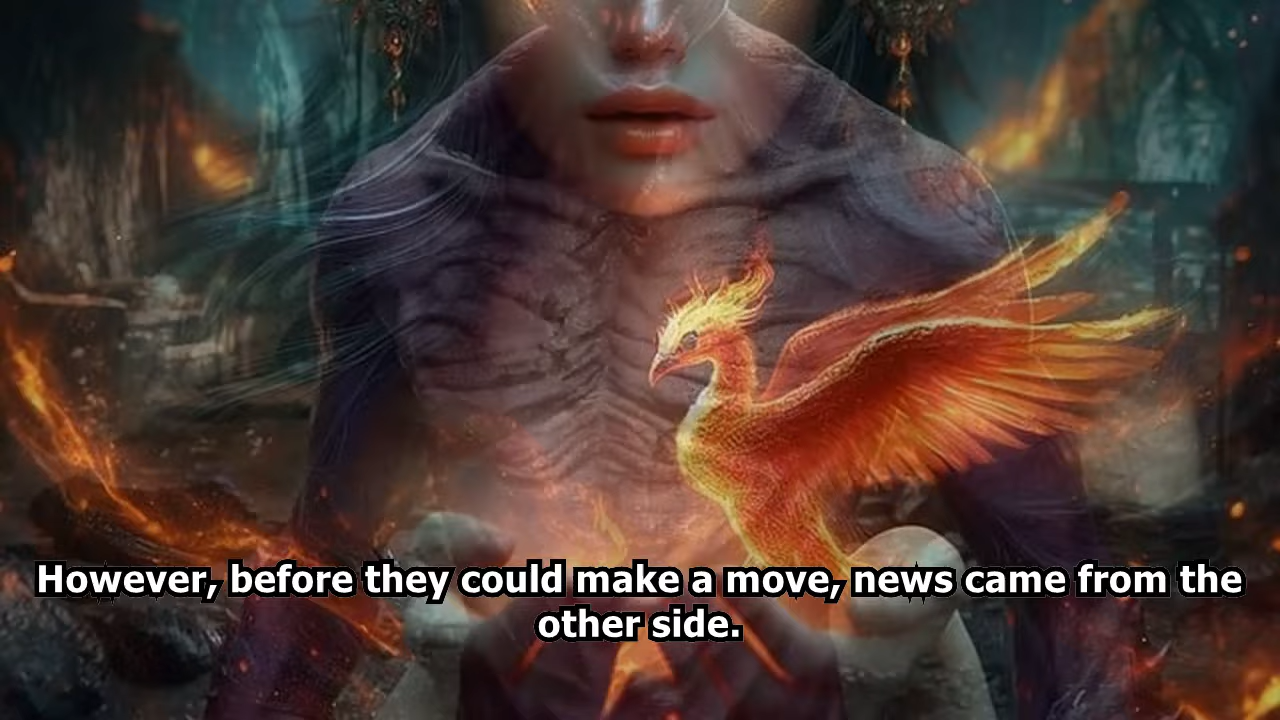 However, before they could make a move, news came from the
other side.